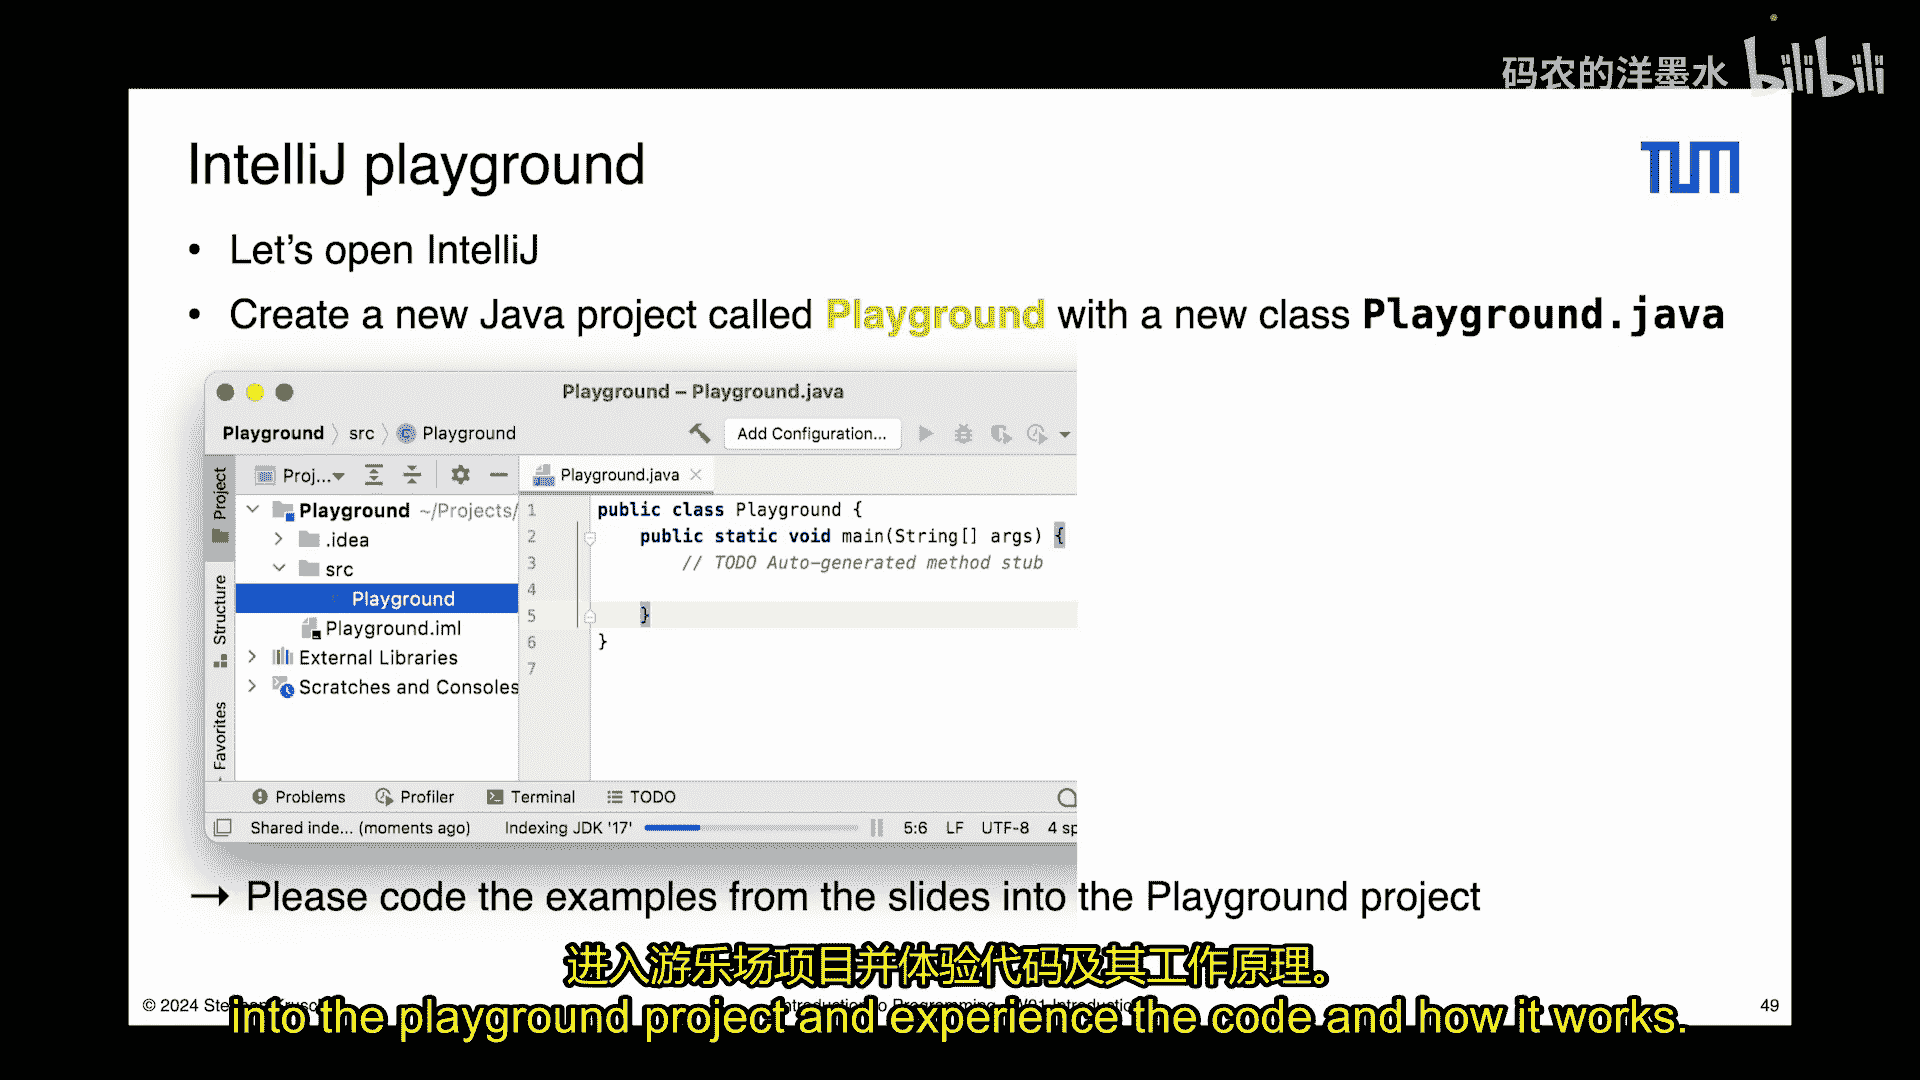 码农的洋墨水 bilibili
IntelliJ playground
TUM
• Let's open IntelliJ
• Create a new Java project called Playground with a new class Playground.java
Playground – Playground.java
Playground src Playground
Add Configuration...
Project
Proj...
Playground.java
Playground ~/Projects/
.idea
src
Playground
Playground.iml
External Libraries
Scratches and Consoles
Structure
Favorites
1 public class Playground {
2 public static void main(String[] args) {
3 // TODO Auto-generated method stub
4
5 }
6 }
7
Problems Profiler Terminal TODO
Shared inde... (moments ago) Indexing JDK '17' 5:6 LF UTF-8 4 sp
→ Please code the examples from the slides into the Playground project
进入游乐场项目并体验代码及其工作原理。
© 2024 49
into the playground project and experience the code and how it works.